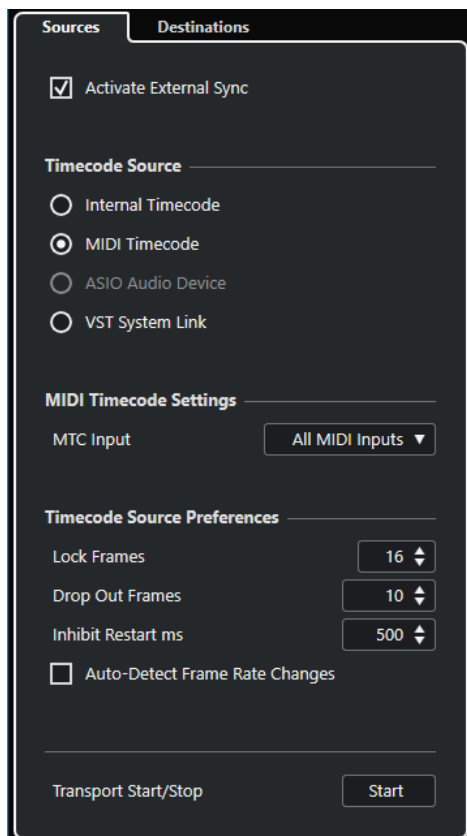 Sources Destinations
Activate External Sync
Timecode Source
Internal Timecode
MIDI Timecode
ASIO Audio Device
VST System Link
MIDI Timecode Settings
MTC Input All MIDI Inputs
Timecode Source Preferences
Lock Frames 16
Drop Out Frames 10
Inhibit Restart ms 500
Auto-Detect Frame Rate Changes
Transport Start/Stop Start